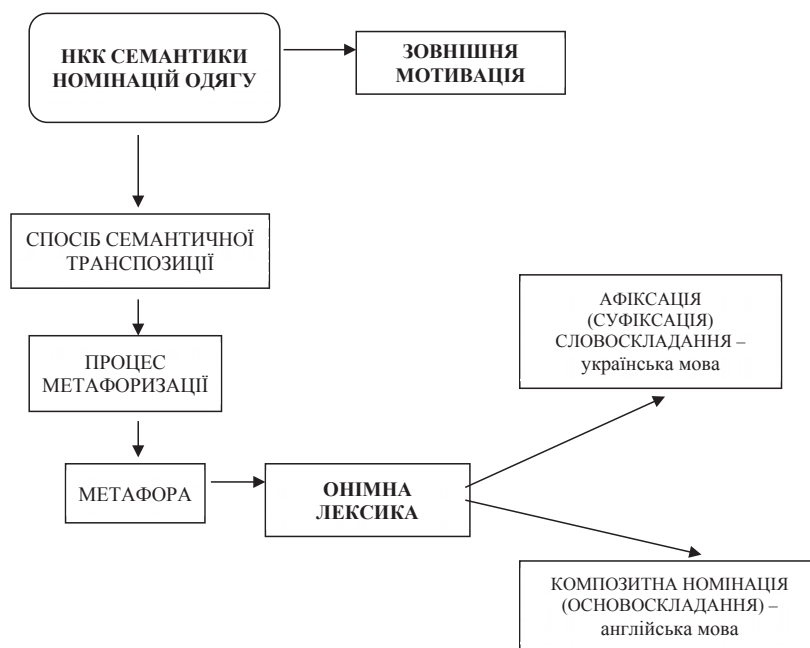 НКК СЕМАНТИКИ
НОМІНАЦІЙ ОДЯГУ
ЗОВНІШНЯ
МОТИВАЦІЯ
СПОСІБ СЕМАНТИЧНОЇ
ТРАНСПОЗИЦІЇ
ПРОЦЕС
МЕТАФОРИЗАЦІЇ
МЕТАФОРА
ОНІМНА
ЛЕКСИКА
АФІКСАЦІЯ
(СУФІКСАЦІЯ)
СЛОВОСКЛАДАННЯ –
українська мова
КОМПОЗИТНА НОМІНАЦІЯ
(ОСНОВОСКЛАДАННЯ) –
англійська мова